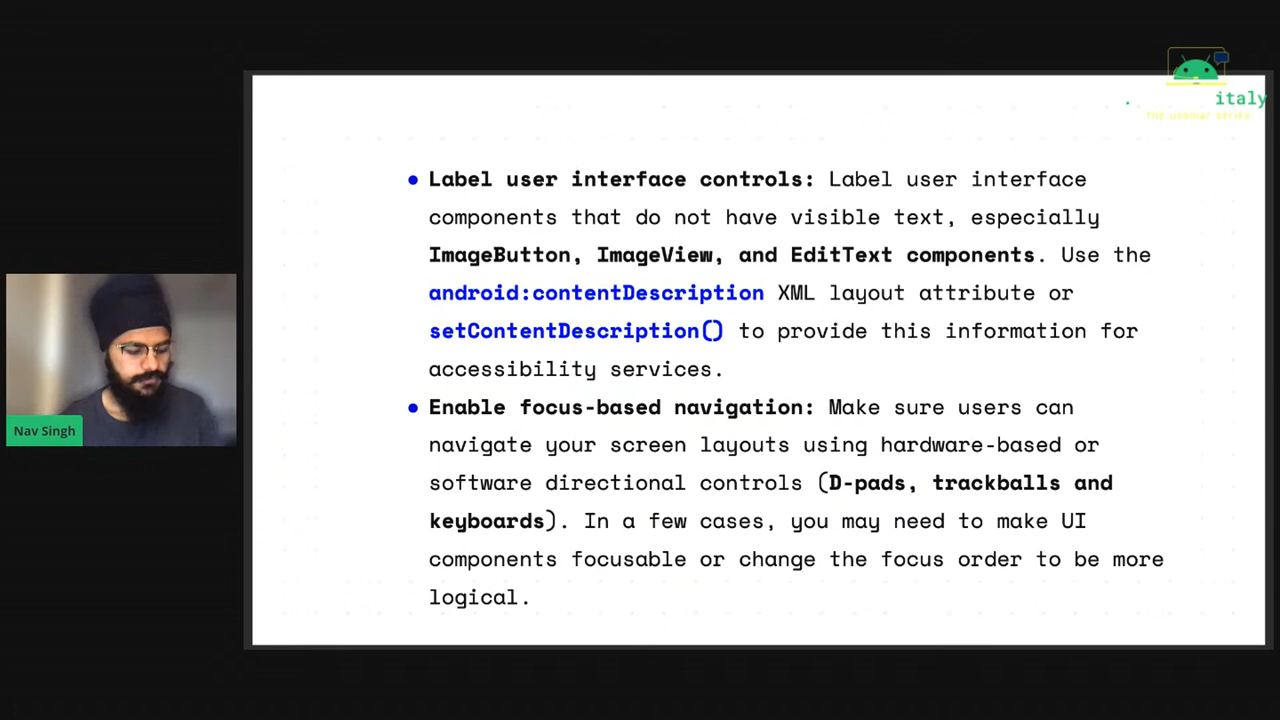 italy
The webinar series
Label user interface controls: Label user interface
components that do not have visible text, especially
ImageButton, ImageView, and EditText components. Use the
android:contentDescription XML layout attribute or
setContentDescription() to provide this information for
accessibility services.
Enable focus-based navigation: Make sure users can
navigate your screen layouts using hardware-based or
software directional controls (D-pads, trackballs and
keyboards). In a few cases, you may need to make UI
components focusable or change the focus order to be more
logical.
Nav Singh